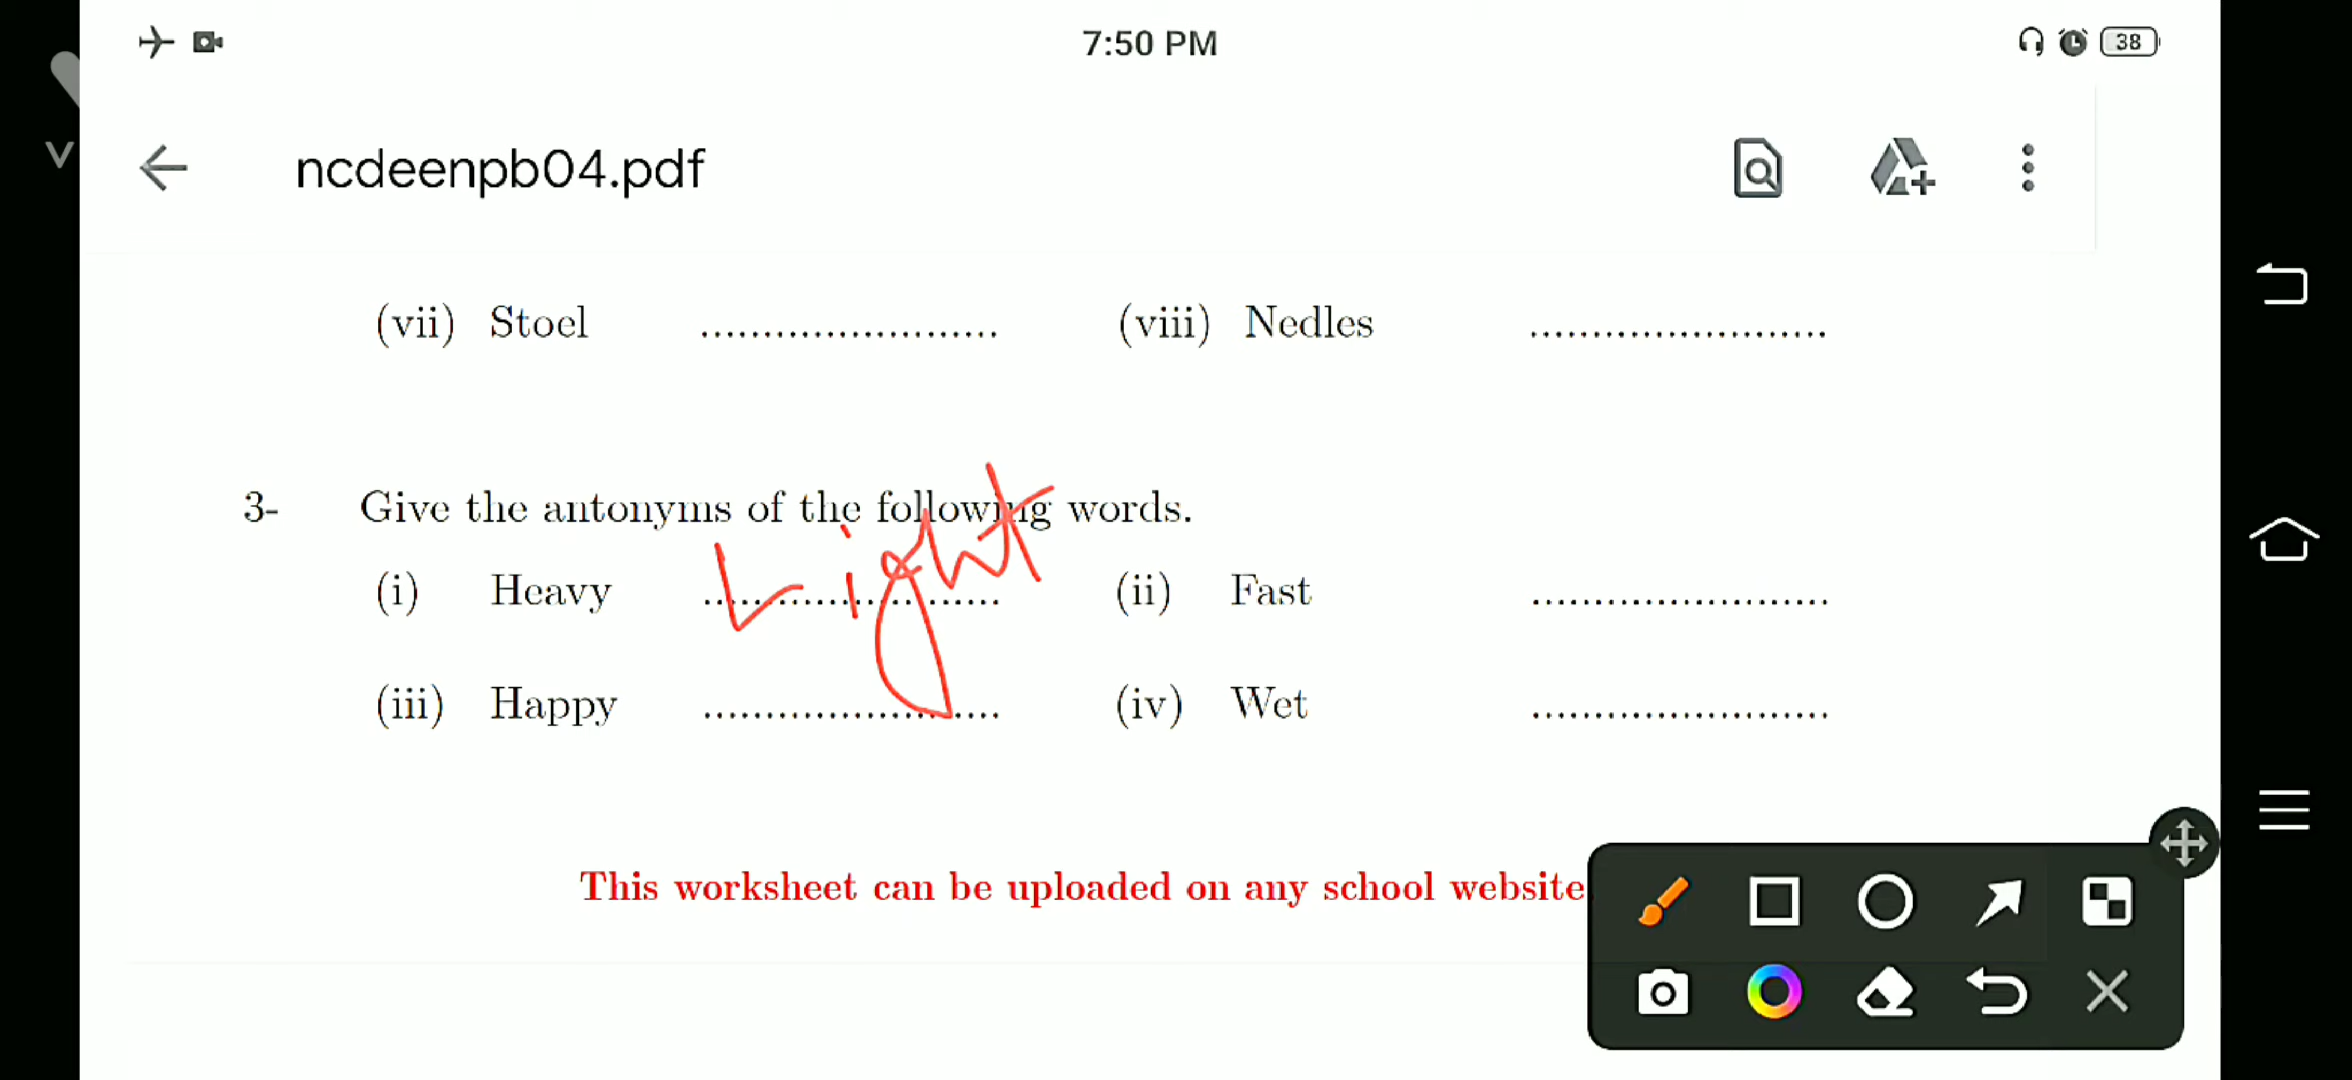 7:50 PM
38
V
ncdeenpb04.pdf
(vii) Stoel ........................ (viii) Nedles ........................
3- Give the antonyms of the following words.
Light
(i) Heavy ........................ (ii) Fast ........................
(iii) Happy ........................ (iv) Wet ........................
This worksheet can be uploaded on any school website